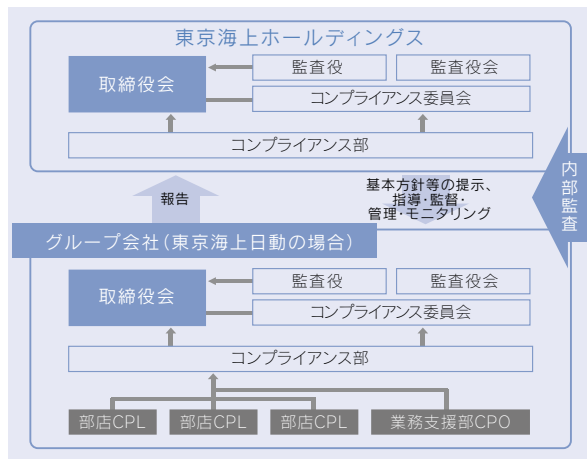 東京海上ホールディングス
取締役会
監査役
監査役会
コンプライアンス委員会
コンプライアンス部
内部監査
報告
基本方針等の提示、
指導・監督・
管理・モニタリング
グループ会社（東京海上日動の場合）
取締役会
監査役
監査役会
コンプライアンス委員会
コンプライアンス部
部店CPL
部店CPL
部店CPL
業務支援部CPO